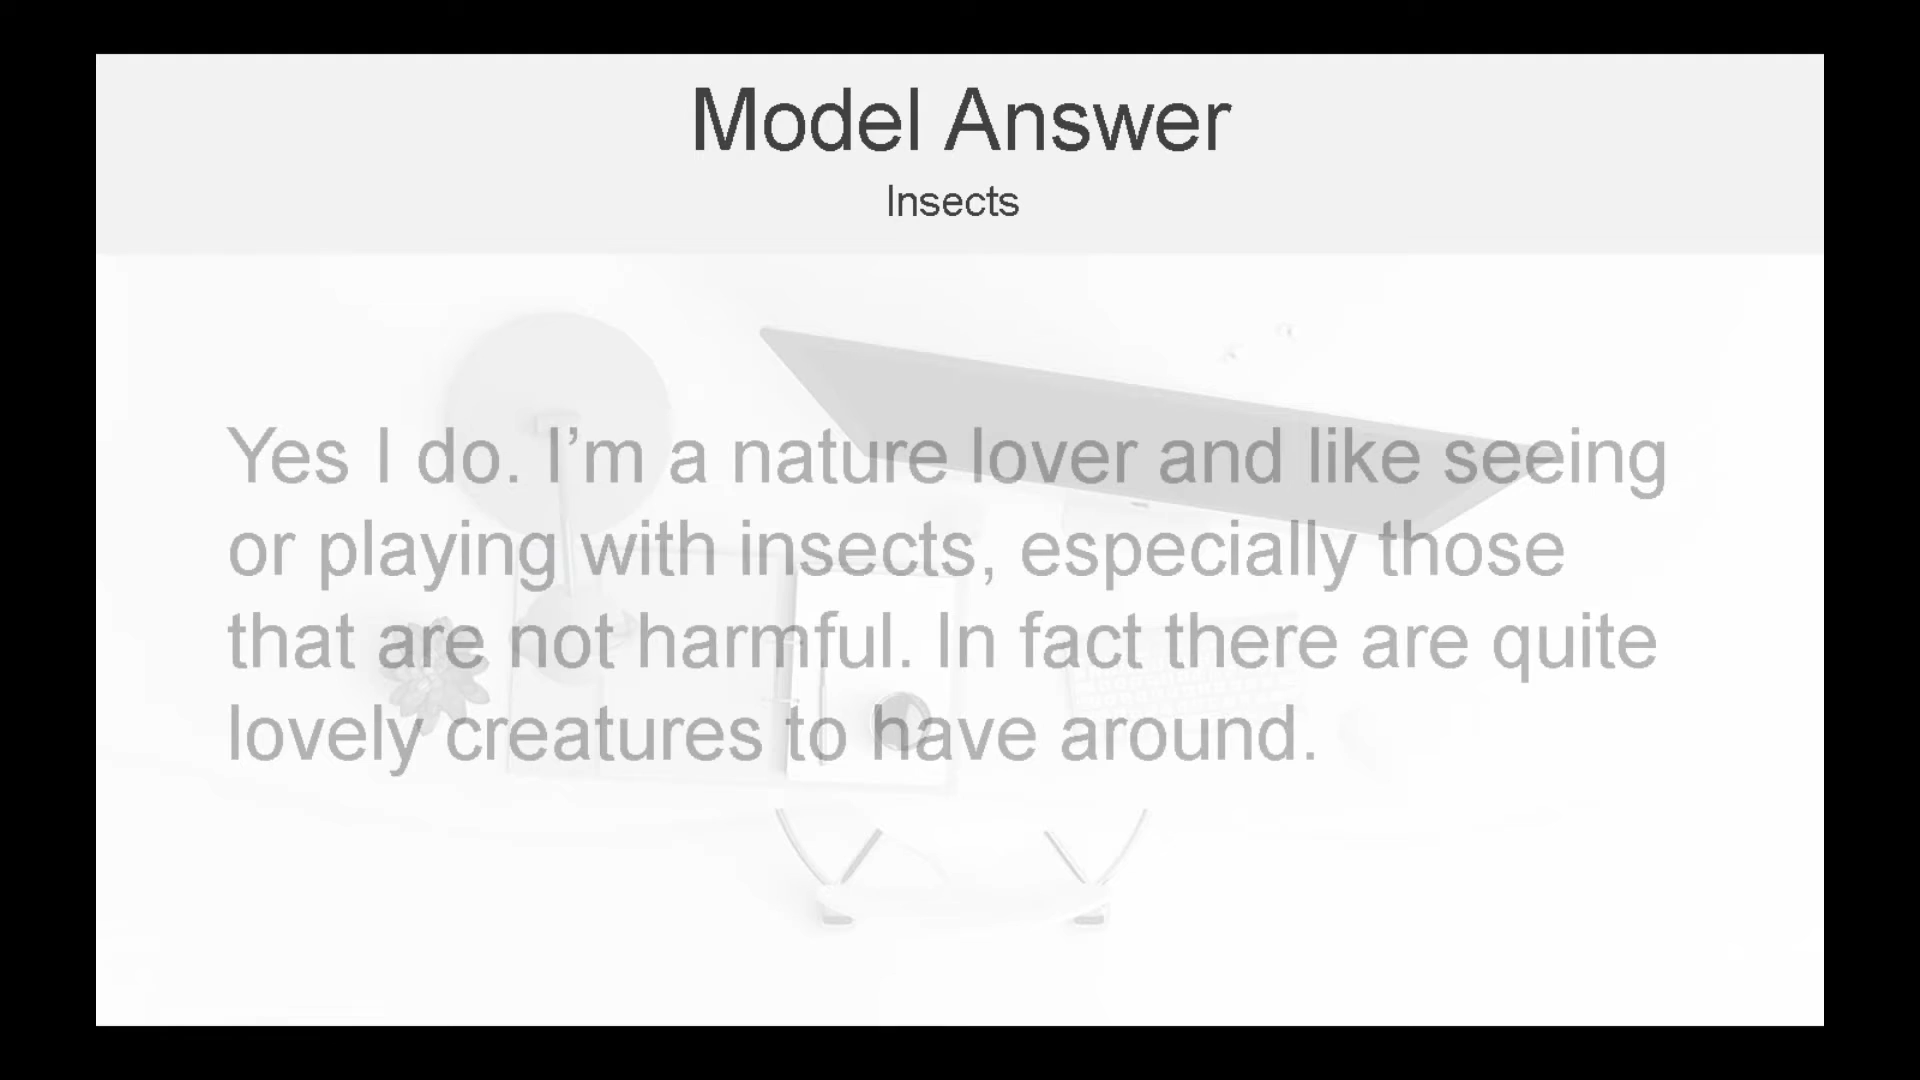 Model Answer
Insects
Yes I do. I’m a nature lover and like seeing
or playing with insects, especially those
that are not harmful. In fact there are quite
lovely creatures to have around.